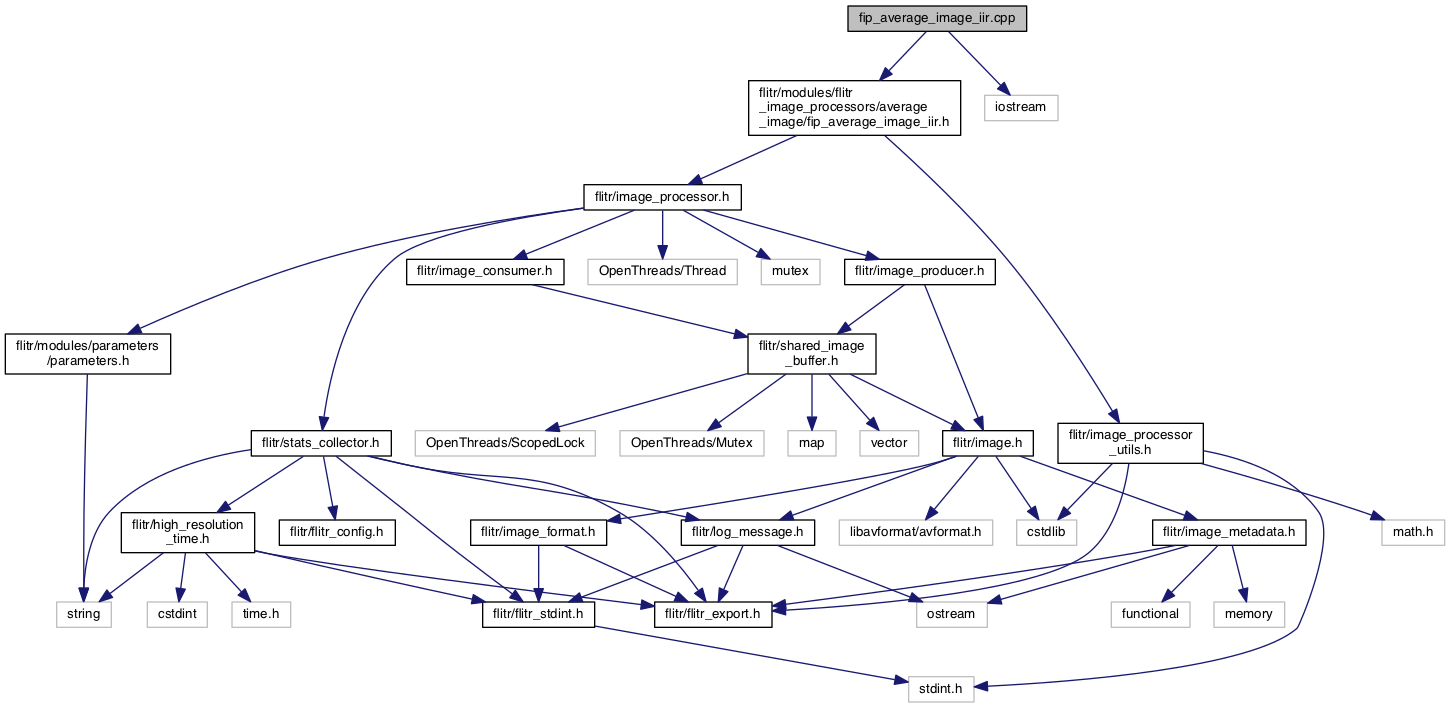 fip_average_image_iir.cpp
flitr/modules/flitr
_image_processors/average
_image/fip_average_image_iir.h
iostream
flitr/image_processor.h
flitr/image_consumer.h
OpenThreads/Thread
mutex
flitr/image_producer.h
flitr/modules/parameters
/parameters.h
flitr/shared_image
_buffer.h
flitr/stats_collector.h
OpenThreads/ScopedLock
OpenThreads/Mutex
map
vector
flitr/image.h
flitr/image_processor
_utils.h
flitr/high_resolution
_time.h
flitr/flitr_config.h
flitr/image_format.h
flitr/log_message.h
libavformat/avformat.h
cstdlib
flitr/image_metadata.h
math.h
string
cstdint
time.h
flitr/flitr_stdint.h
flitr/flitr_export.h
ostream
functional
memory
stdint.h